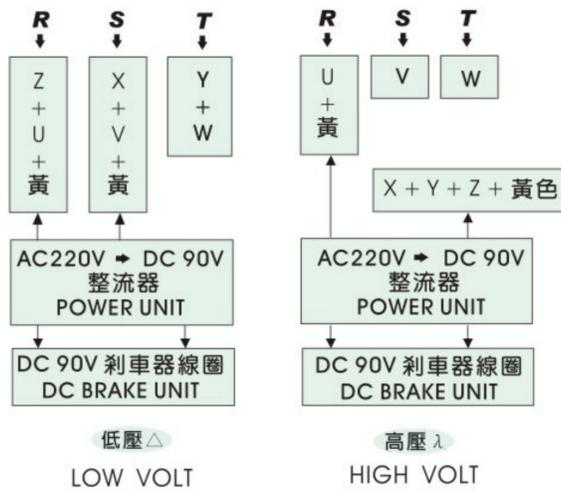 R S T
Z
+
U
+
黃
X
+
V
+
黃
Y
+
W
AC220V ➡ DC 90V
整流器
POWER UNIT
DC 90V 剎車器線圈
DC BRAKE UNIT
低壓△
LOW VOLT
R S T
U
+
黃
V
W
X+Y+Z+黃色
AC220V ➡ DC 90V
整流器
POWER UNIT
DC 90V 剎車器線圈
DC BRAKE UNIT
高壓λ
HIGH VOLT